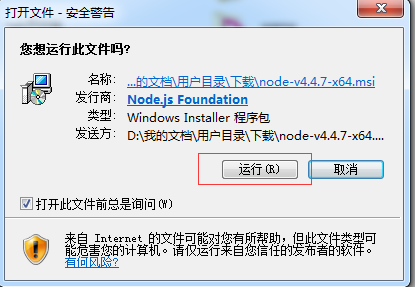 打开文件 - 安全警告
您想运行此文件吗?
名称: ...的文档\用户目录\下载\node-v4.4.7-x64.msi
发行商: Node.js Foundation
类型: Windows Installer 程序包
发送方: D:\我的文档\用户目录\下载\node-v4.4.7-x64....
运行(R) 取消
打开此文件前总是询问(W)
来自 Internet 的文件可能对您有所帮助，但此文件类型可
能危害您的计算机。请仅运行来自您信任的发布者的软件。
有何风险?